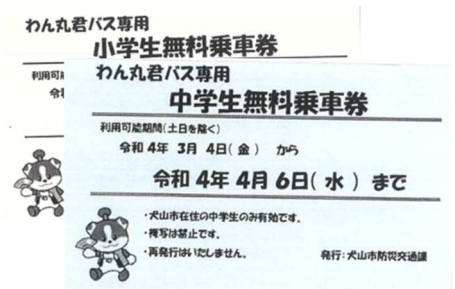 わん丸君バス専用
小学生無料乗車券
利用可
令
わん丸君バス専用
中学生無料乗車券
利用可能期間(土日を除く)
令和4年 3月 4日(金) から
令和4年4月6日(水) まで
・犬山市在住の中学生のみ有効です。
・複写は禁止です。
・再発行はいたしません。
発行:犬山市防災交通課